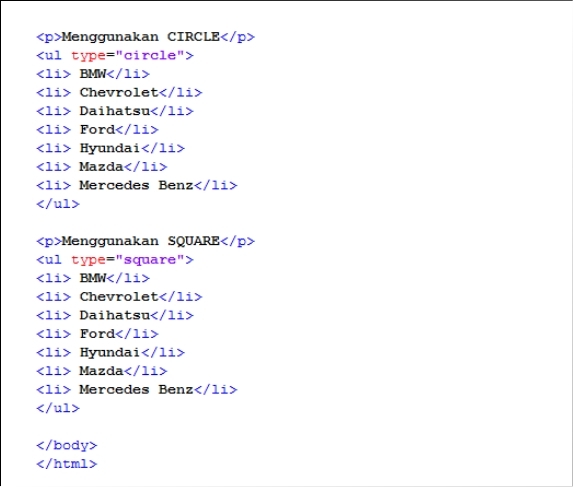 <p>Menggunakan CIRCLE</p>
<ul type="circle">
<li> BMW</li>
<li> Chevrolet</li>
<li> Daihatsu</li>
<li> Ford</li>
<li> Hyundai</li>
<li> Mazda</li>
<li> Mercedes Benz</li>
</ul>
<p>Menggunakan SQUARE</p>
<ul type="square">
<li> BMW</li>
<li> Chevrolet</li>
<li> Daihatsu</li>
<li> Ford</li>
<li> Hyundai</li>
<li> Mazda</li>
<li> Mercedes Benz</li>
</ul>
</body>
</html>